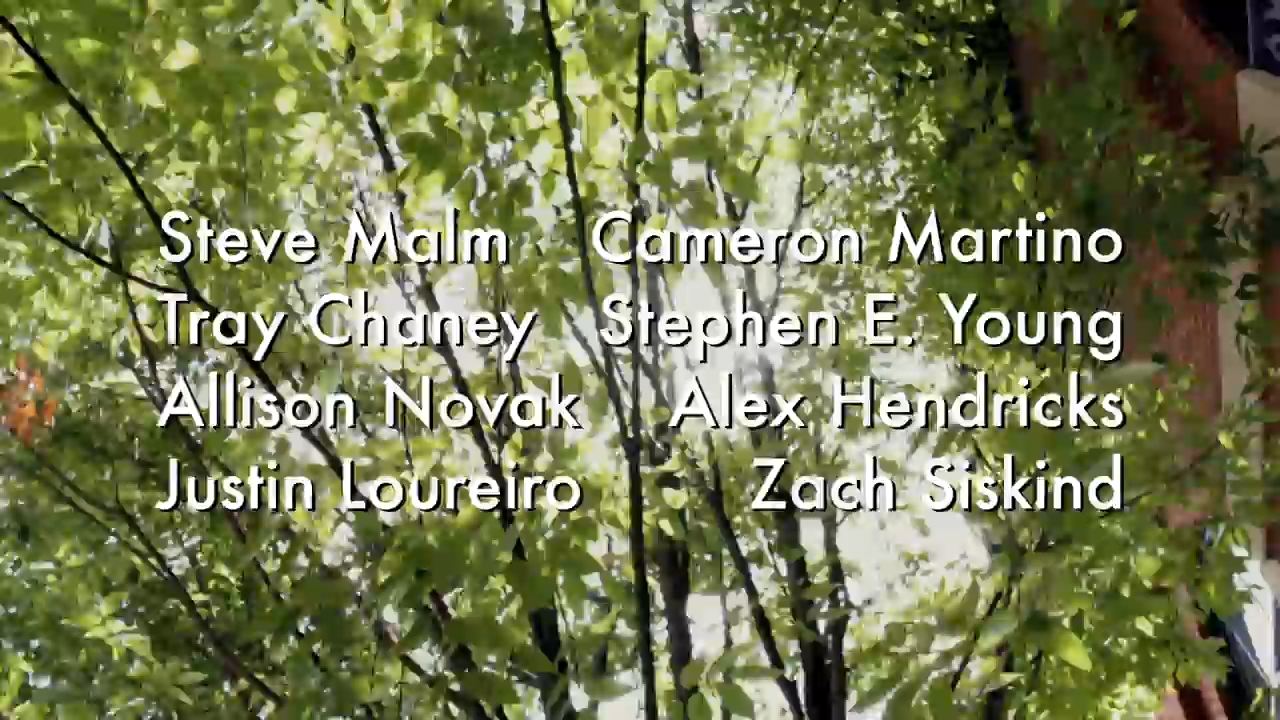 Steve Malm Cameron Martino
Tray Chaney Stephen E. Young
Allison Novak Alex Hendricks
Justin Loureiro Zach Siskind